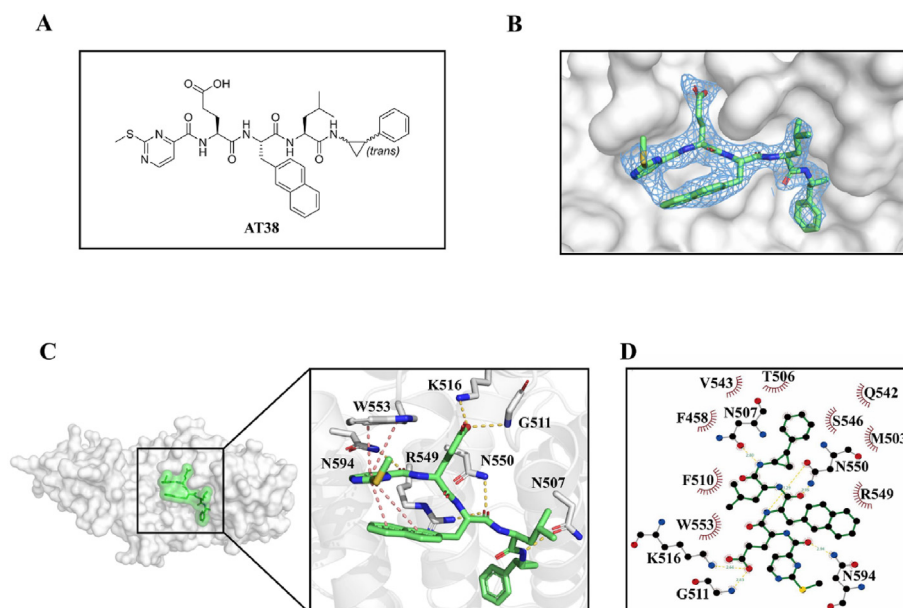 A
OH
O
O
O
O
S
N
N
H
N
N
H
O
H
N
O
N
H
(trans)
AT38
B
C
K516
W553
G511
N594
R549
N550
N507
D
T506
V543
Q542
F458
N507
S546
M503
N550
F510
R549
W553
K516
N594
G511